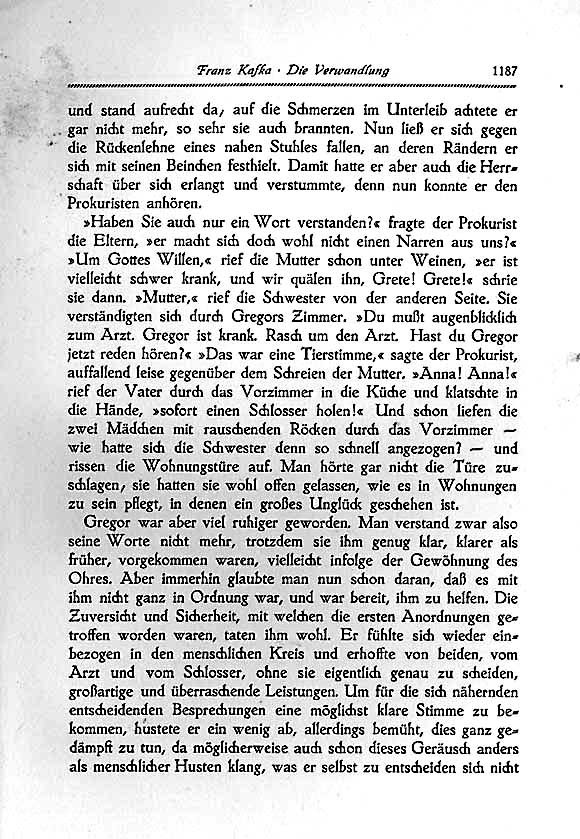 Franz Kafka · Die Verwandlung 1187
und stand aufrecht da, auf die Schmerzen im Unterleib achtete er
gar nicht mehr, so sehr sie auch brannten. Nun ließ er sich gegen
die Rückenlehne eines nahen Stuhles fallen, an deren Rändern er
sich mit seinen Beinchen festhielt. Damit hatte er aber auch die Herr-
schaft über sich erlangt und verstummte, denn nun konnte er den
Prokuristen anhören.
»Haben Sie auch nur ein Wort verstanden?« fragte der Prokurist
die Eltern, »er macht sich doch wohl nicht einen Narren aus uns?«
»Um Gottes Willen,« rief die Mutter schon unter Weinen, »er ist
vielleicht schwer krank, und wir quälen ihn, Grete! Grete!« schrie
sie dann. »Mutter,« rief die Schwester von der anderen Seite. Sie
verständigten sich durch Gregors Zimmer. »Du mußt augenblicklich
zum Arzt. Gregor ist krank. Rasch um den Arzt. Hast du Gregor
jetzt reden hören?« »Das war eine Tierstimme,« sagte der Prokurist,
auffallend leise gegenüber dem Schreien der Mutter. »Anna! Anna!«
rief der Vater durch das Vorzimmer in die Küche und klatschte in
die Hände, »sofort einen Schlosser holen!« Und schon liefen die
zwei Mädchen mit rauschenden Röcken durch das Vorzimmer —
wie hatte sich die Schwester denn so schnell angezogen? — und
rissen die Wohnungstüre auf. Man hörte gar nicht die Türe zu-
schlagen, sie hatten sie wohl offen gelassen, wie es in Wohnungen
zu sein pflegt, in denen ein großes Unglück geschehen ist.
Gregor war aber viel ruhiger geworden. Man verstand zwar also
seine Worte nicht mehr, trotzdem sie ihm genug klar, klarer als
früher, vorgekommen waren, vielleicht infolge der Gewöhnung des
Ohres. Aber immerhin glaubte man nun schon daran, daß es mit
ihm nicht ganz in Ordnung war, und war bereit, ihm zu helfen. Die
Zuversicht und Sicherheit, mit welchen die ersten Anordnungen ge-
troffen worden waren, taten ihm wohl. Er fühlte sich wieder ein-
bezogen in den menschlichen Kreis und erhoffte von beiden, vom
Arzt und vom Schlosser, ohne sie eigentlich genau zu scheiden,
großartige und überraschende Leistungen. Um für die sich nähernden
entscheidenden Besprechungen eine möglichst klare Stimme zu be-
kommen, hustete er ein wenig ab, allerdings bemüht, dies ganz ge-
dämpft zu tun, da möglicherweise auch schon dieses Geräusch anders
als menschlicher Husten klang, was er selbst zu entscheiden sich nicht